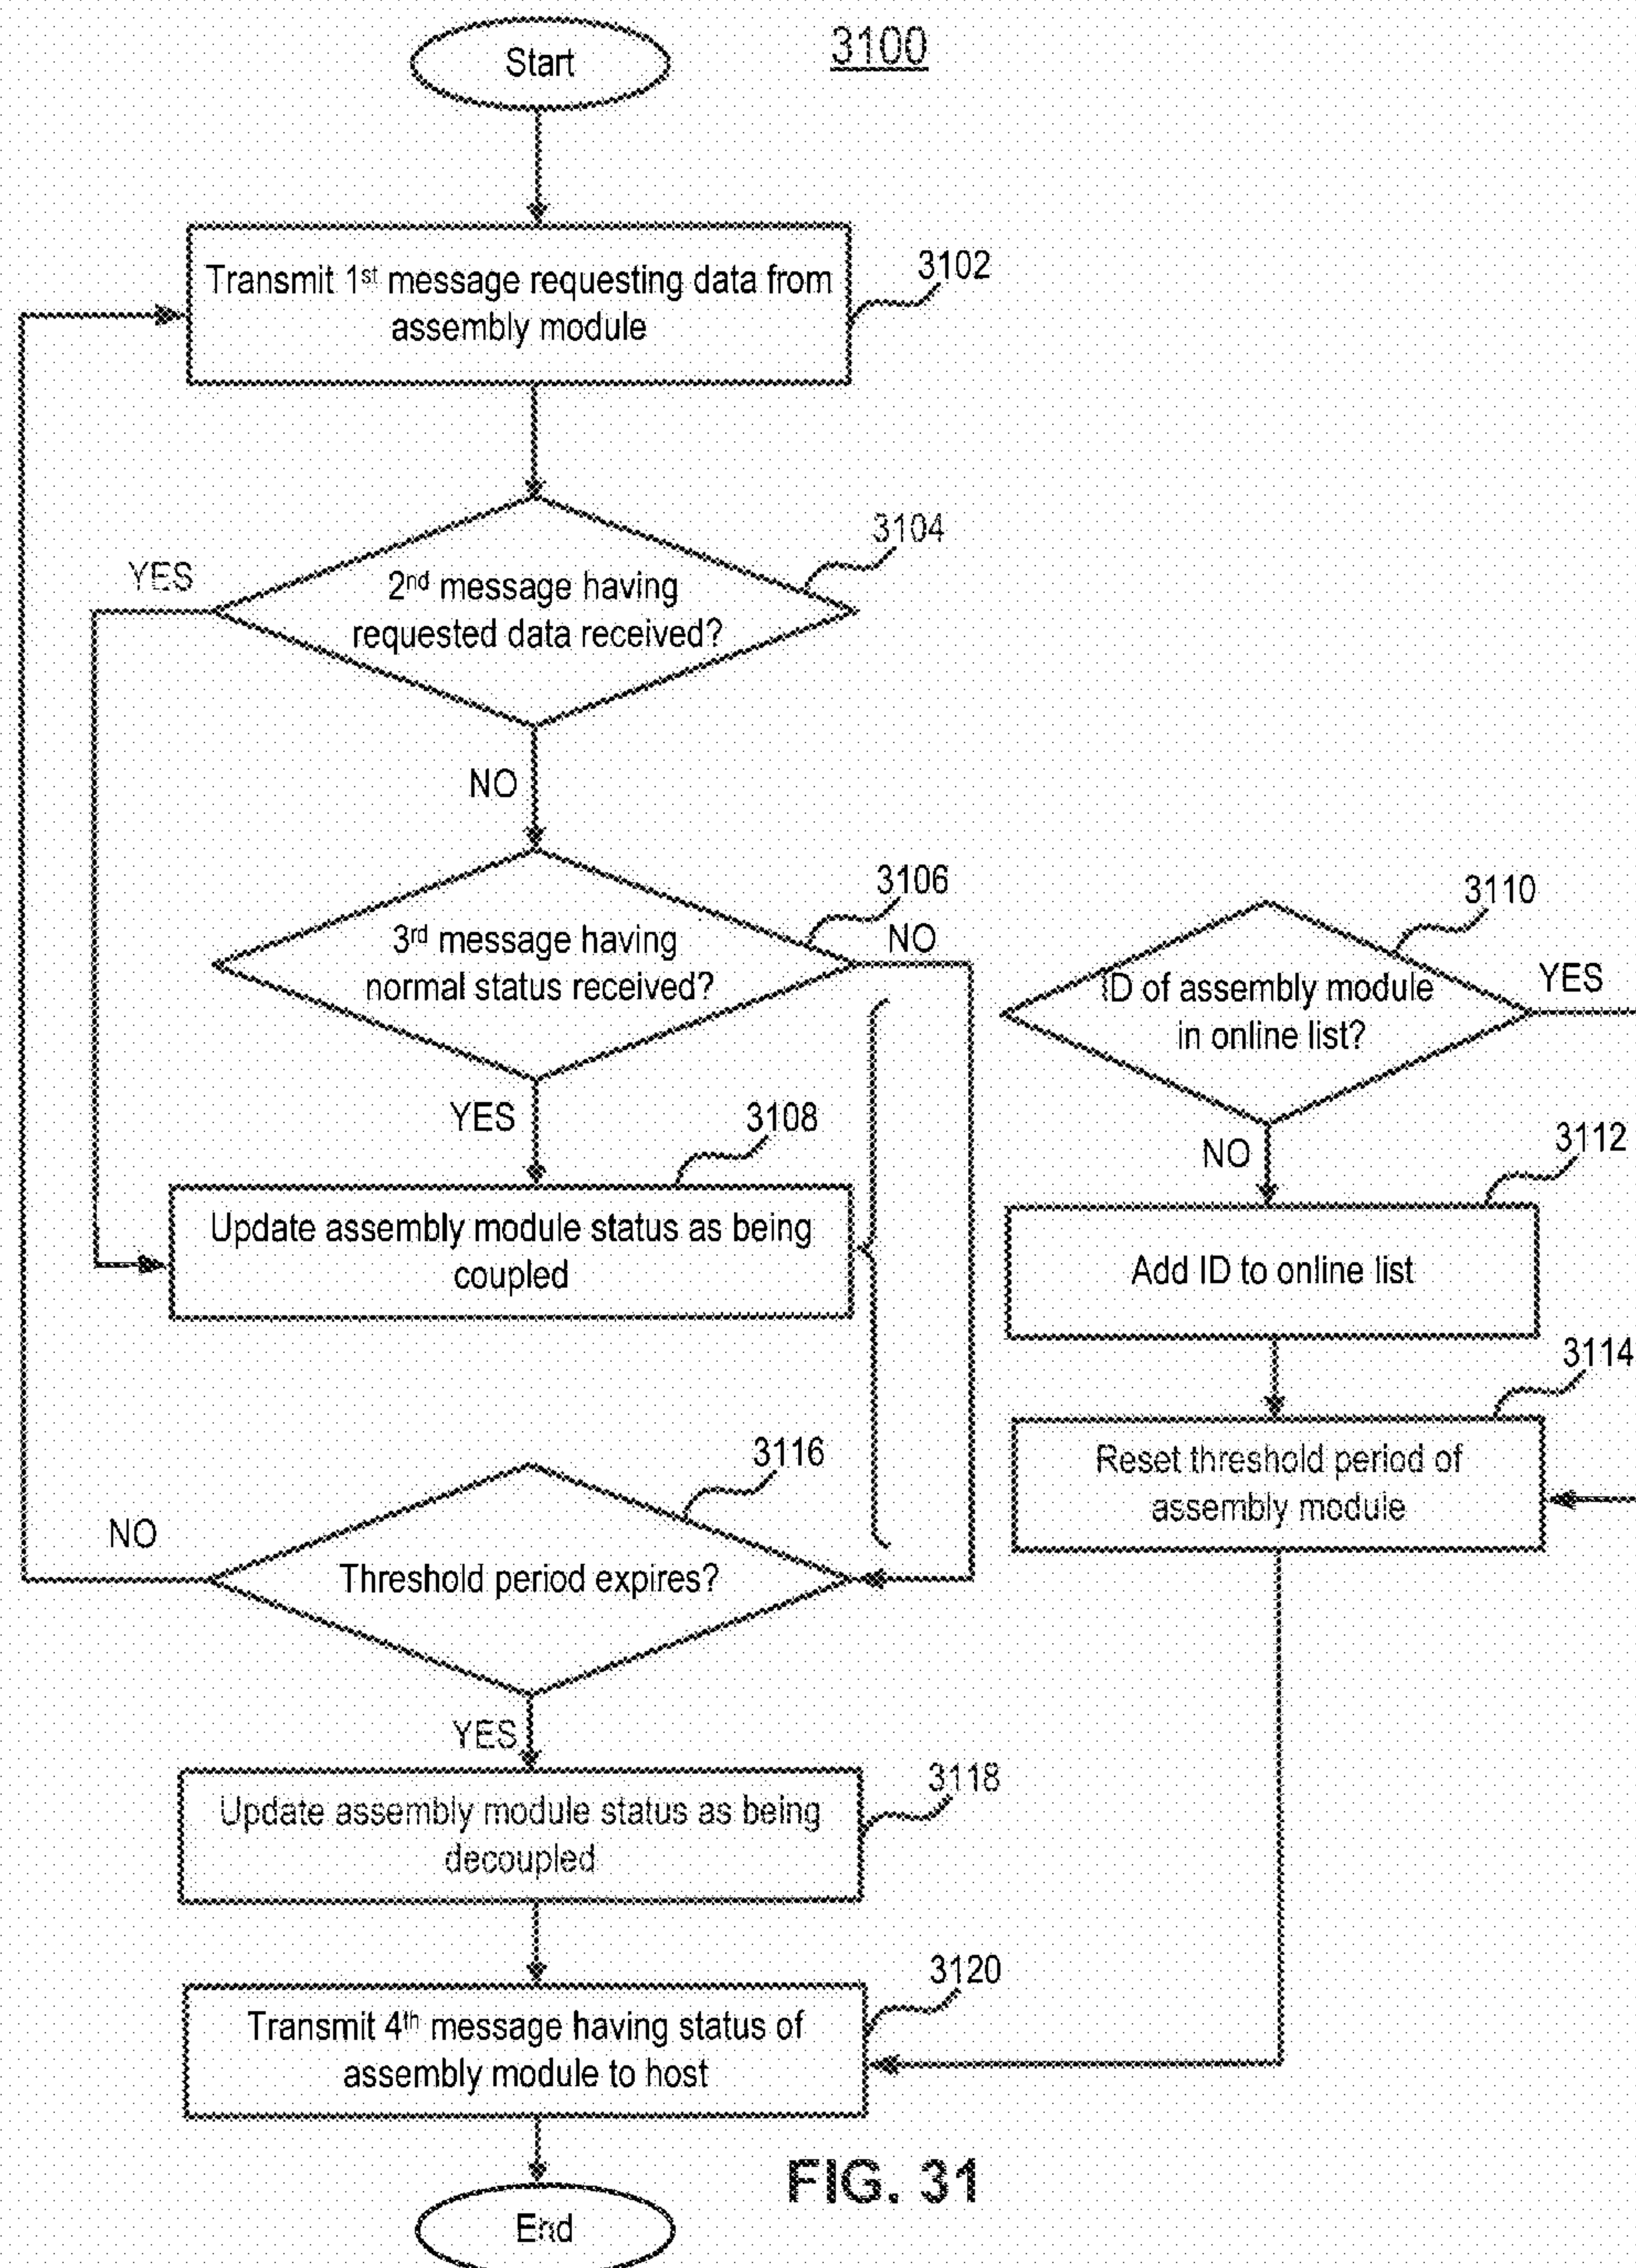 3100
Start
Transmit 1st message requesting data from
assembly module
3102
3104
YES
2nd message having
requested data received?
NO
3106
3rd message having
normal status received?
NO
YES
3108
Update assembly module status as being
coupled
3110
ID of assembly module
in online list?
YES
NO
3112
Add ID to online list
3114
Reset threshold period of
assembly module
3116
NO
Threshold period expires?
YES
3118
Update assembly module status as being
decoupled
3120
Transmit 4th message having status of
assembly module to host
FIG. 31
End